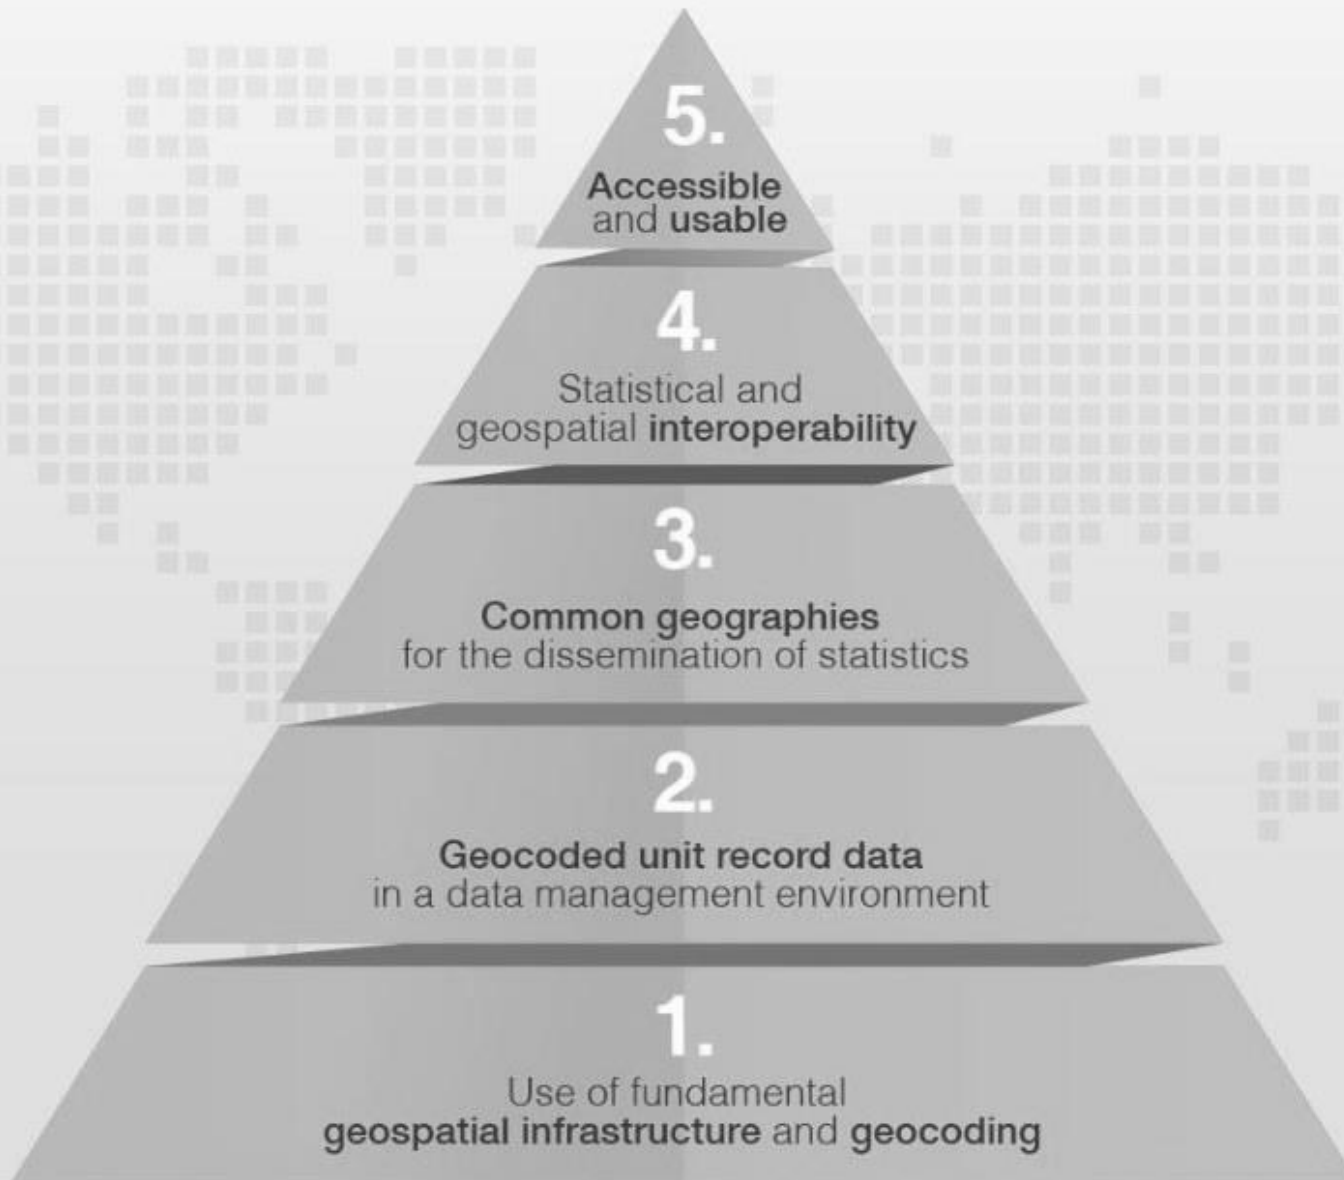 5.
Accessible
and usable
4.
Statistical and
geospatial interoperability
3.
Common geographies
for the dissemination of statistics
2.
Geocoded unit record data
in a data management environment
1.
Use of fundamental
geospatial infrastructure and geocoding